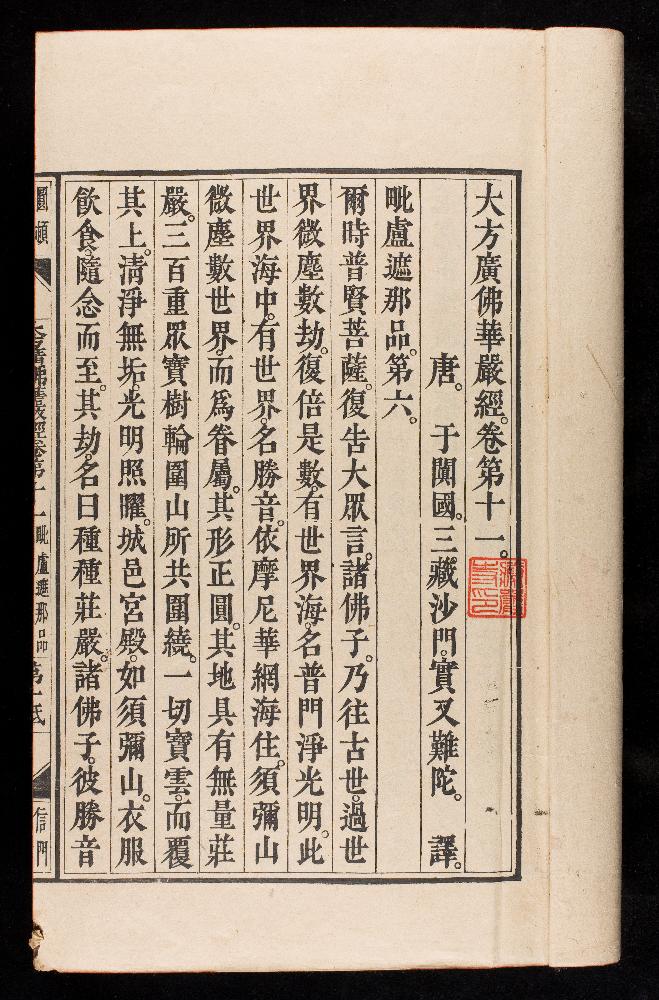 大方廣佛華嚴經。卷第十一。
唐。于闐國。三藏沙門。實叉難陀。譯。
毗盧遮那品。第六。
爾時普賢菩薩。復告大眾言。諸佛子。乃往古世。過世
界微塵數劫。復倍是數。有世界海。名普門淨光明。此
世界海中。有世界。名勝音。依摩尼華網海住。須彌山
微塵數世界。而爲眷屬。其形正圓。其地具有無量莊
嚴。三百重眾寶樹輪圍山所共圍繞。一切寶雲。而覆
其上。清淨無垢。光明照曜。城邑宮殿。如須彌山。衣服
飲食。隨念而至。其劫。名曰種種莊嚴。諸佛子。彼勝音
佛華嚴經卷第十一 毗盧遮那品 第一
信門